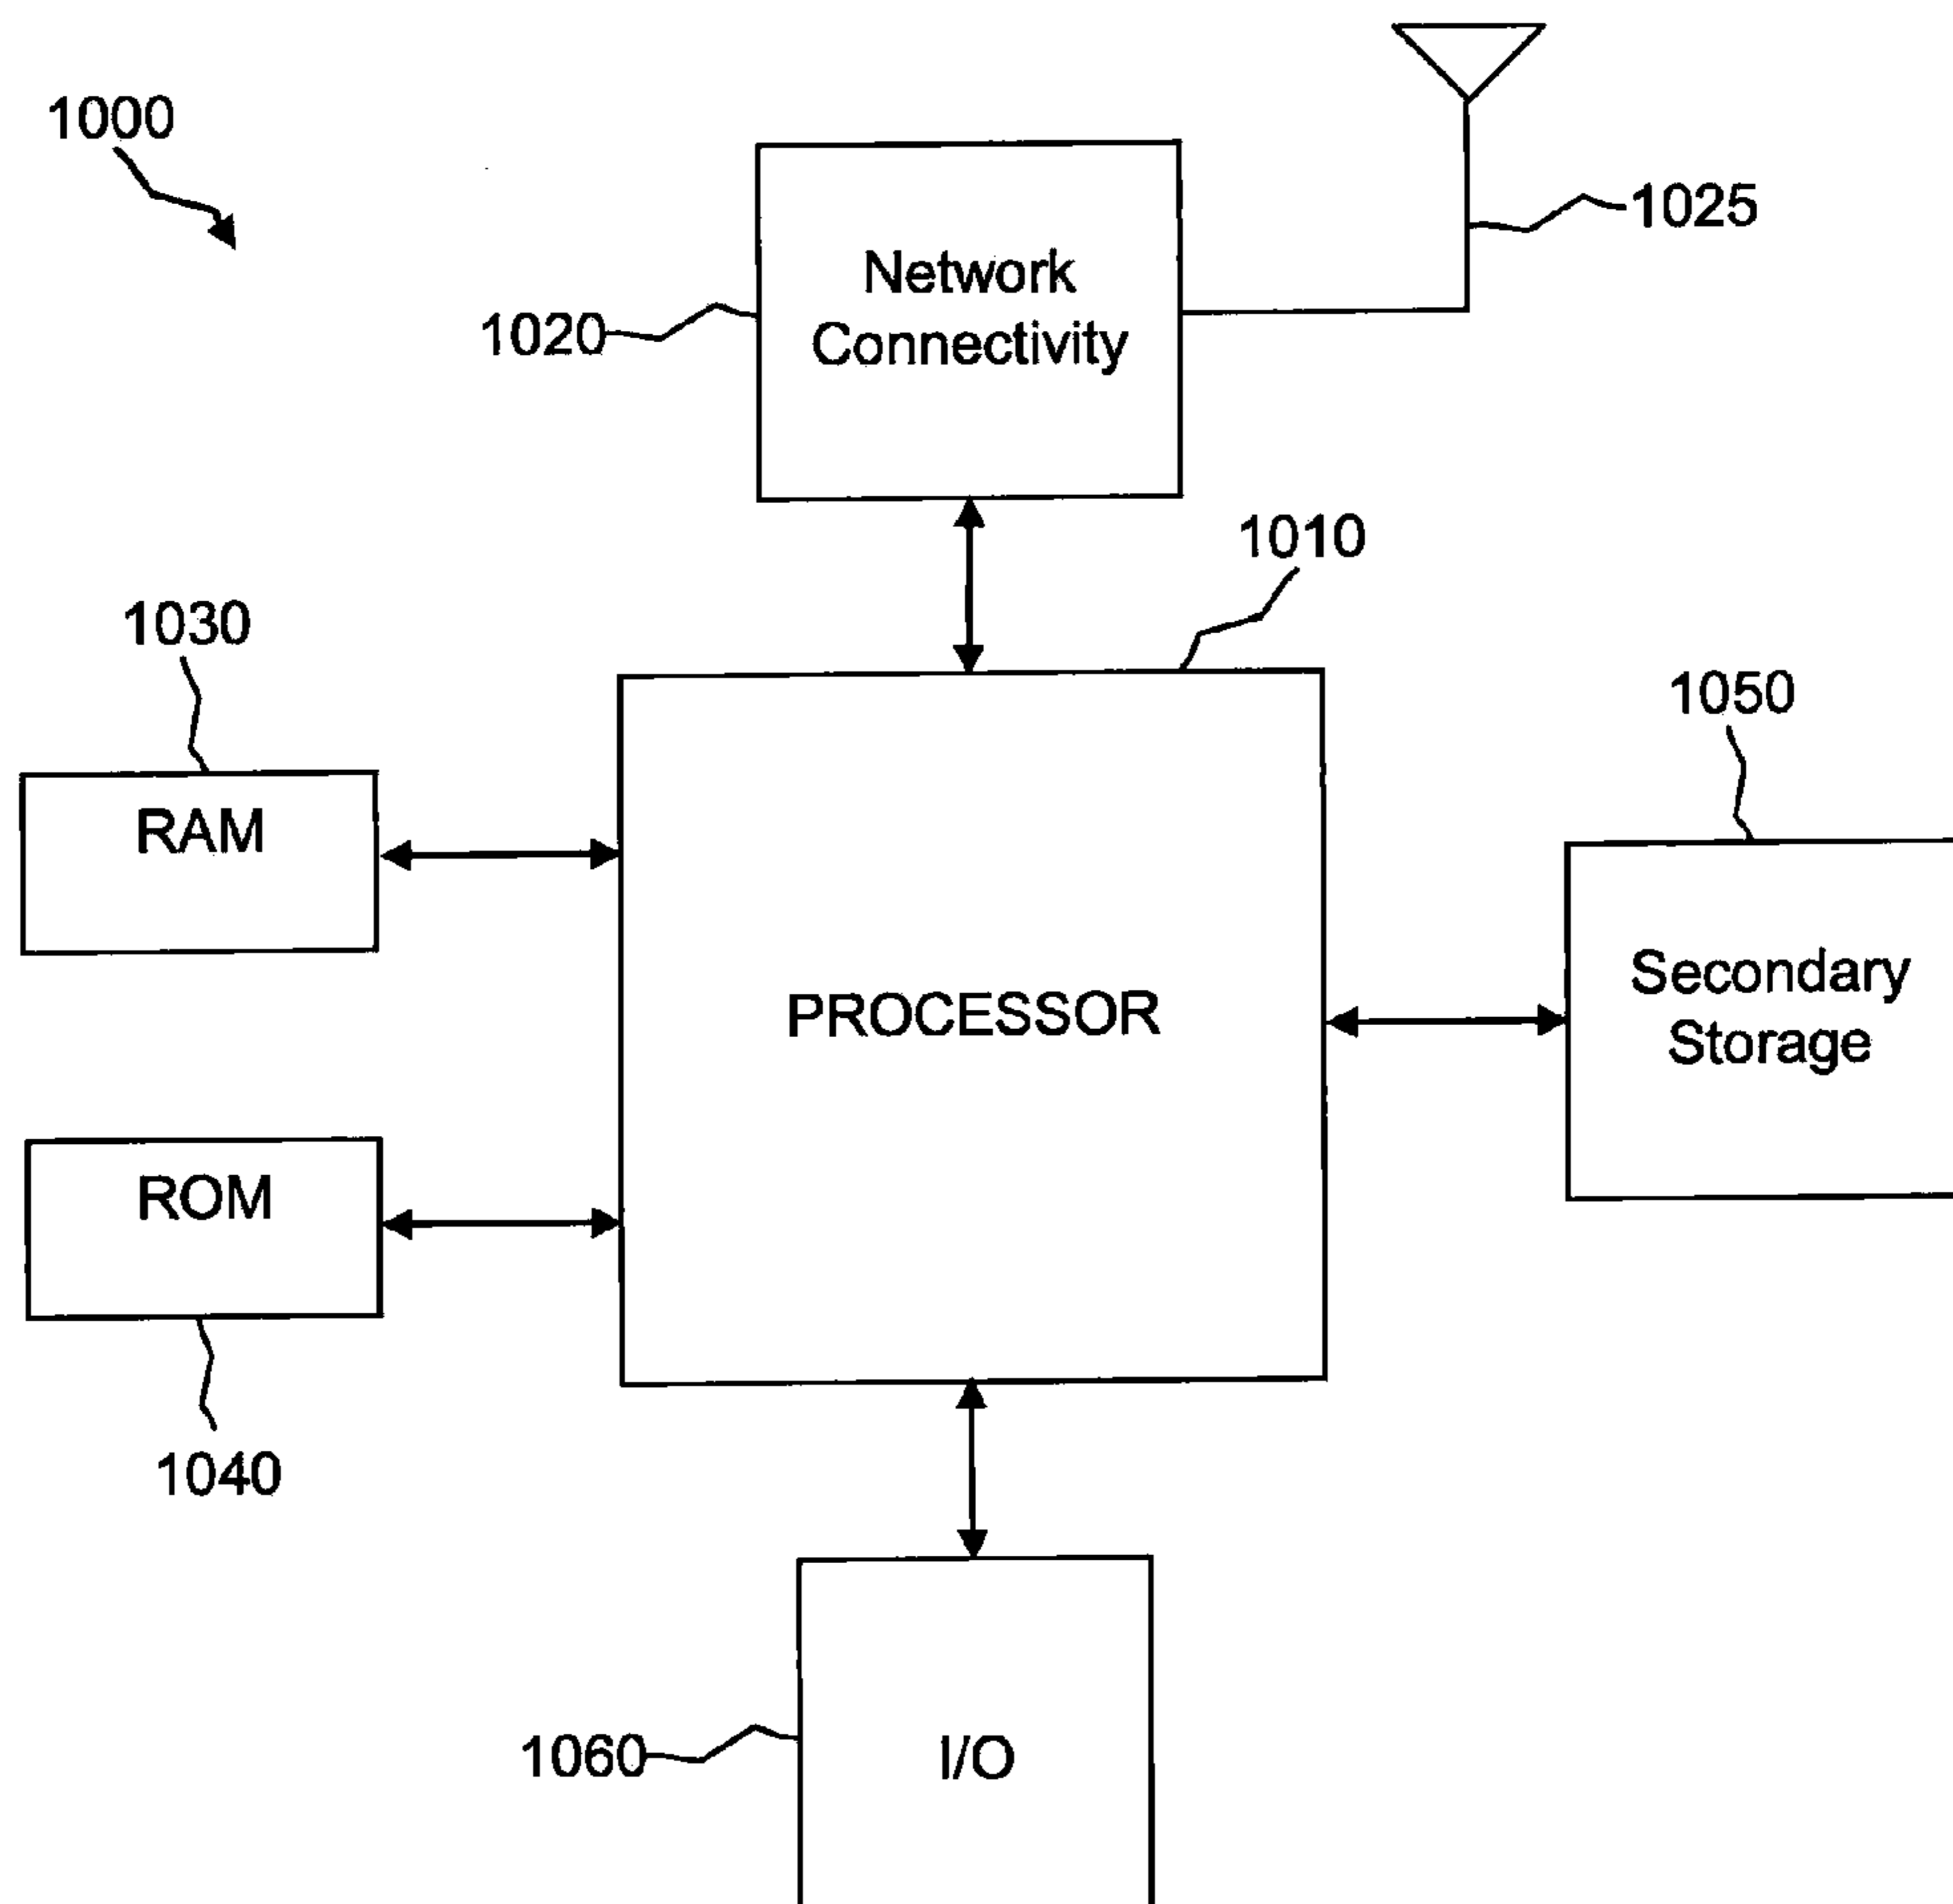 1000
1025
Network
Connectivity
1020
1010
1030
1050
RAM
PROCESSOR
Secondary
Storage
ROM
1040
1060
I/O